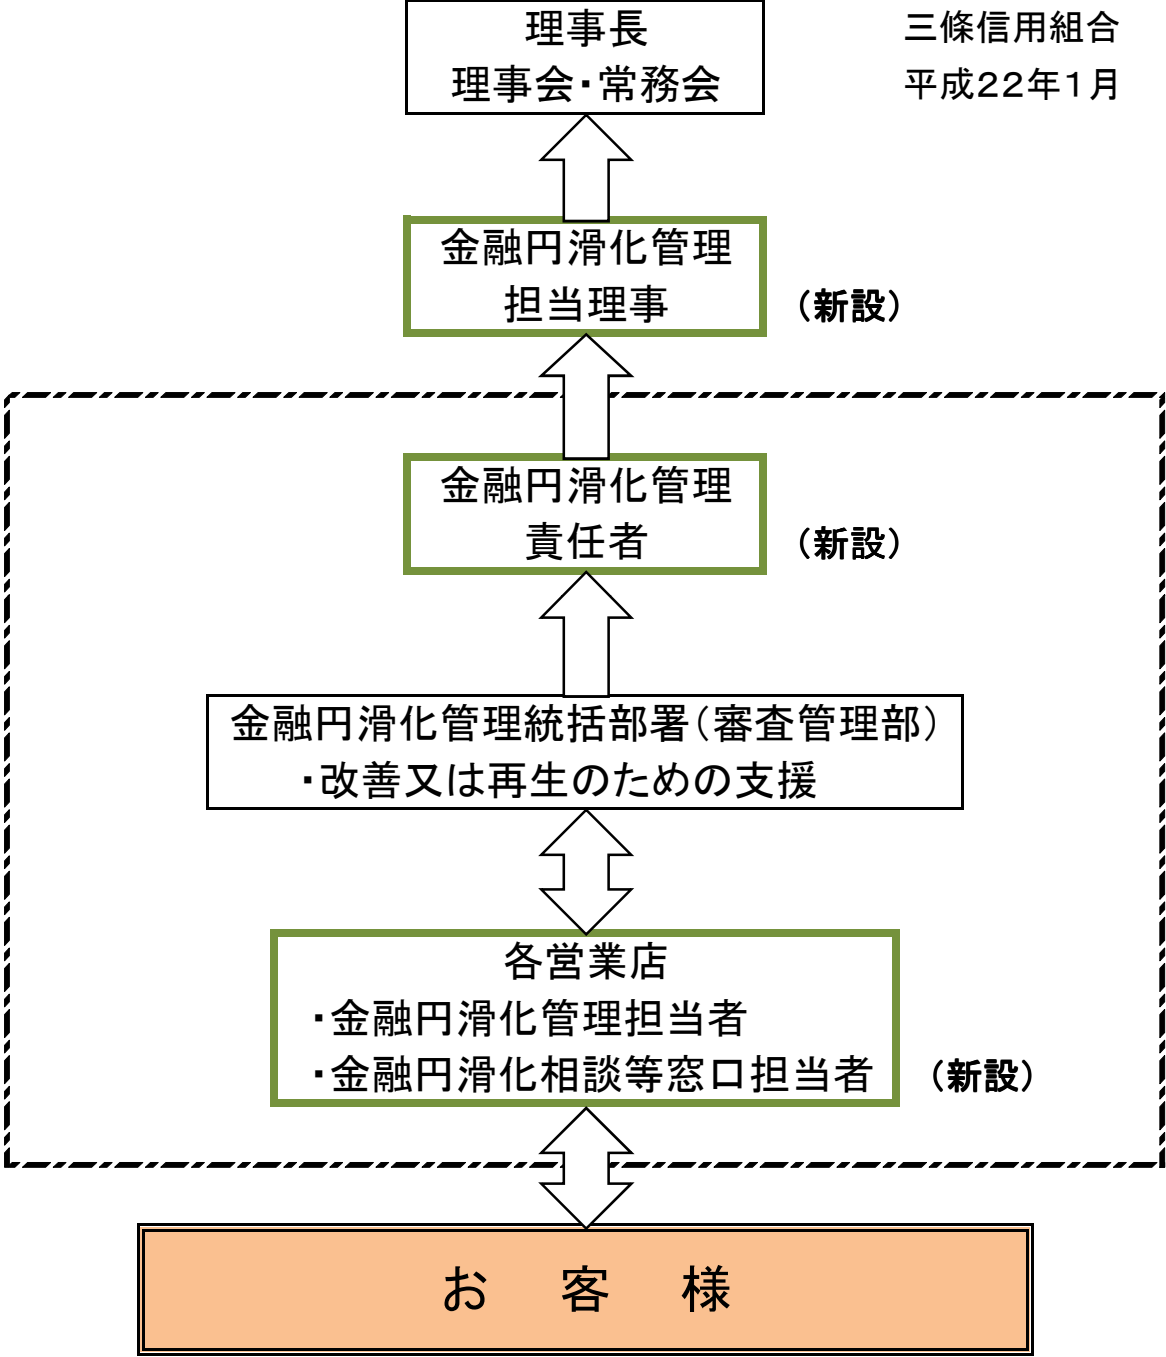 三條信用組合
平成22年1月
理事長
理事会・常務会
金融円滑化管理
担当理事
（新設）
金融円滑化管理
責任者
（新設）
金融円滑化管理統括部署（審査管理部）
・改善又は再生のための支援
各営業店
・金融円滑化管理担当者
・金融円滑化相談等窓口担当者
（新設）
お　客　様